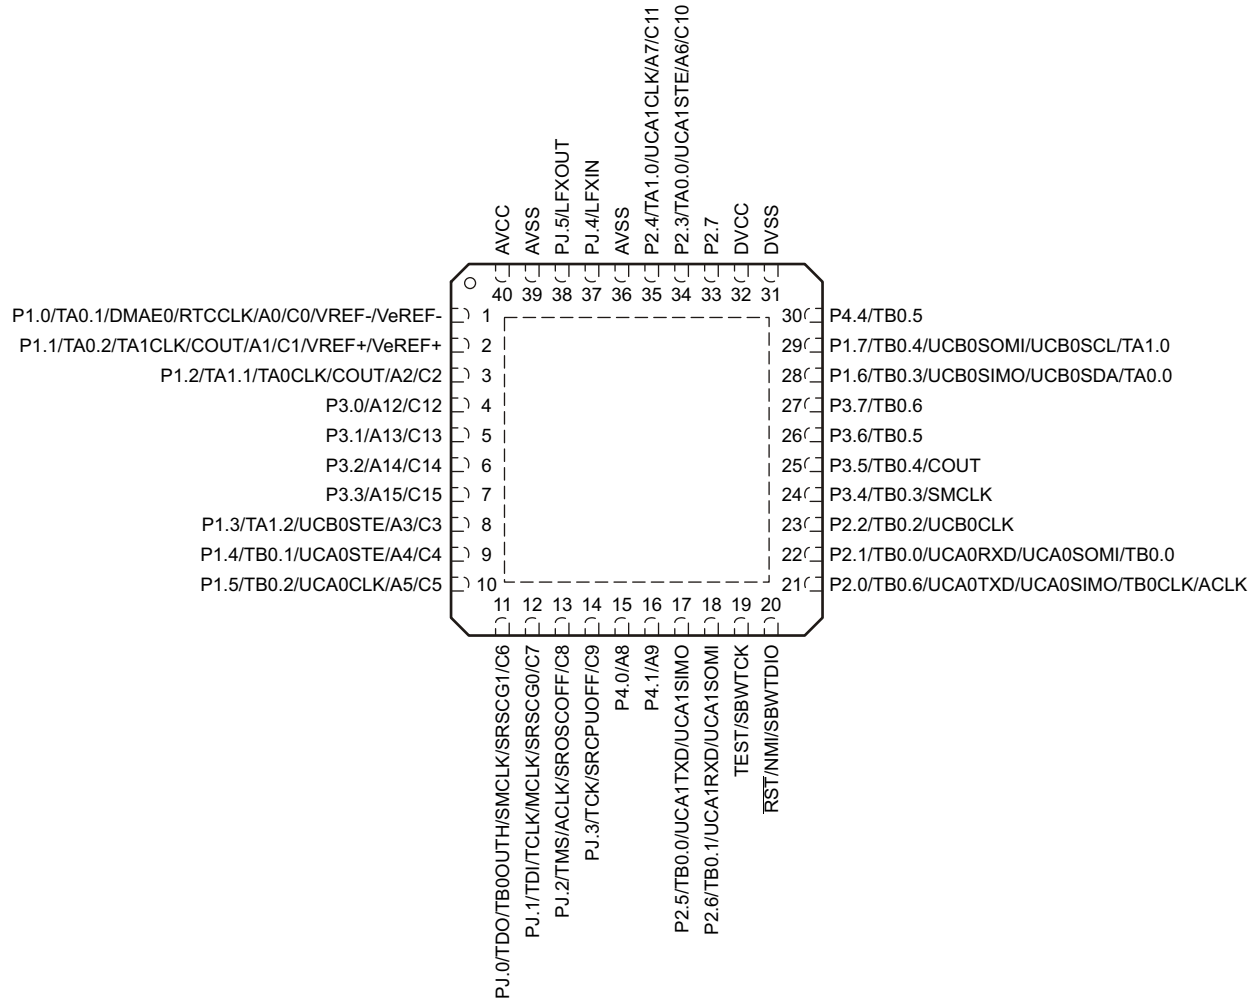 P2.4/TA1.0/UCA1CLK/A7/C11
P2.3/TA0.0/UCA1STE/A6/C10
PJ.5/LFXOUT
PJ.4/LFXIN
AVCC
AVSS
AVSS
P2.7
DVCC
DVSS
40 39 38 37 36 35 34 33 32 31
P1.0/TA0.1/DMAE0/RTCCLK/A0/C0/VREF-/VeREF- 1
30 P4.4/TB0.5
P1.1/TA0.2/TA1CLK/COUT/A1/C1/VREF+/VeREF+ 2
29 P1.7/TB0.4/UCB0SOMI/UCB0SCL/TA1.0
P1.2/TA1.1/TA0CLK/COUT/A2/C2 3
28 P1.6/TB0.3/UCB0SIMO/UCB0SDA/TA0.0
P3.0/A12/C12 4
27 P3.7/TB0.6
P3.1/A13/C13 5
26 P3.6/TB0.5
P3.2/A14/C14 6
25 P3.5/TB0.4/COUT
P3.3/A15/C15 7
24 P3.4/TB0.3/SMCLK
P1.3/TA1.2/UCB0STE/A3/C3 8
23 P2.2/TB0.2/UCB0CLK
P1.4/TB0.1/UCA0STE/A4/C4 9
22 P2.1/TB0.0/UCA0RXD/UCA0SOMI/TB0.0
P1.5/TB0.2/UCA0CLK/A5/C5 10
21 P2.0/TB0.6/UCA0TXD/UCA0SIMO/TB0CLK/ACLK
11 12 13 14 15 16 17 18 19 20
PJ.0/TDO/TB0OUTH/SMCLK/SRSCG1/C6
PJ.1/TDI/TCLK/MCLK/SRSCG0/C7
PJ.2/TMS/ACLK/SROSCOFF/C8
PJ.3/TCK/SRCPUOFF/C9
P4.0/A8
P4.1/A9
P2.5/TB0.0/UCA1TXD/UCA1SIMO
P2.6/TB0.1/UCA1RXD/UCA1SOMI
TEST/SBWTCK
RST/NMI/SBWTDIO